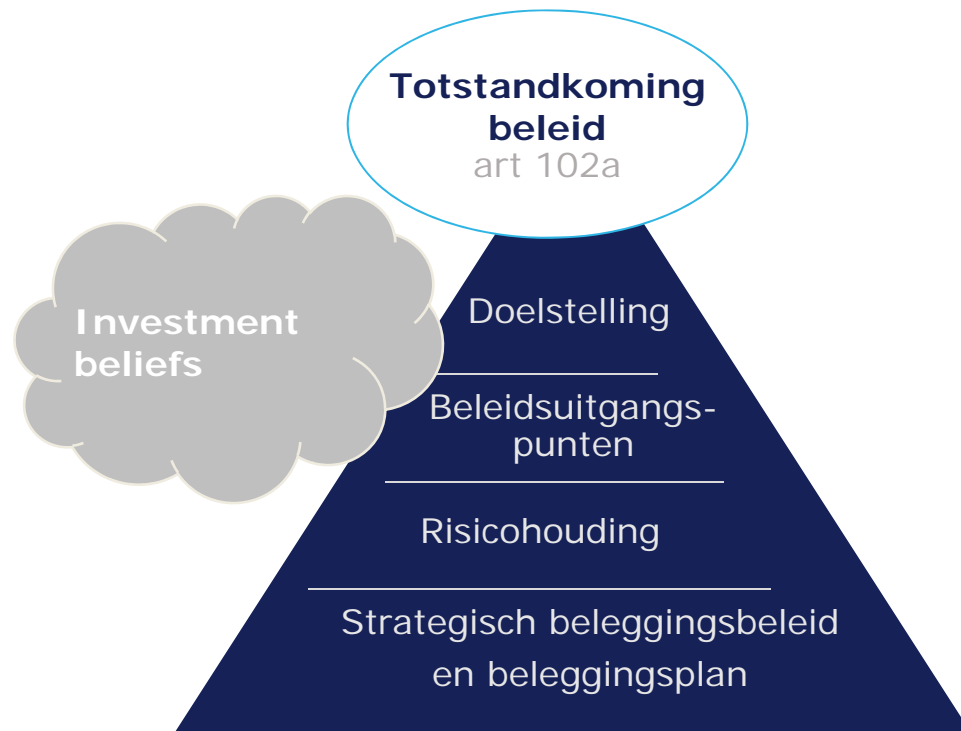 Totstandkoming
beleid
art 102a
Investment
beliefs
Doelstelling
Beleidsuitgangs-
punten
Risicohouding
Strategisch beleggingsbeleid
en beleggingsplan